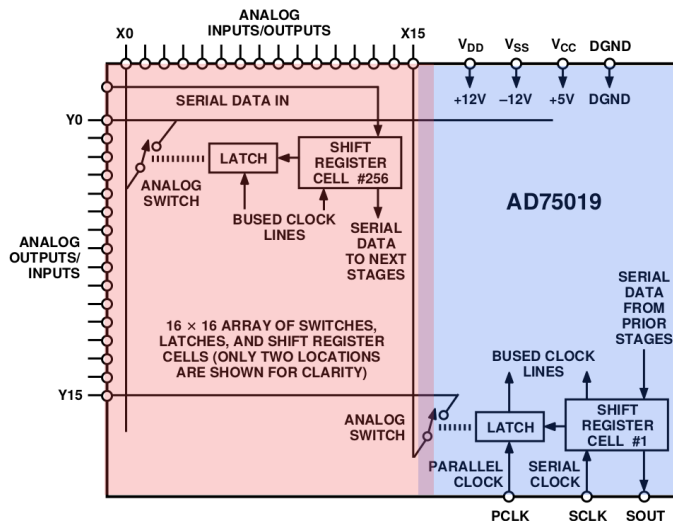 ANALOG
INPUTS/OUTPUTS
X0
X15
VDD
VSS
VCC
DGND
SERIAL DATA IN
+12V
–12V
+5V
DGND
Y0
LATCH
SHIFT
REGISTER
CELL #256
ANALOG
SWITCH
BUSED CLOCK
LINES
SERIAL
DATA
TO NEXT
STAGES
AD75019
ANALOG
OUTPUTS/
INPUTS
SERIAL
DATA
FROM
PRIOR
STAGES
16 × 16 ARRAY OF SWITCHES,
LATCHES, AND SHIFT REGISTER
CELLS (ONLY TWO LOCATIONS
ARE SHOWN FOR CLARITY)
BUSED CLOCK
LINES
Y15
ANALOG
SWITCH
LATCH
SHIFT
REGISTER
CELL #1
PARALLEL
CLOCK
SERIAL
CLOCK
PCLK
SCLK
SOUT